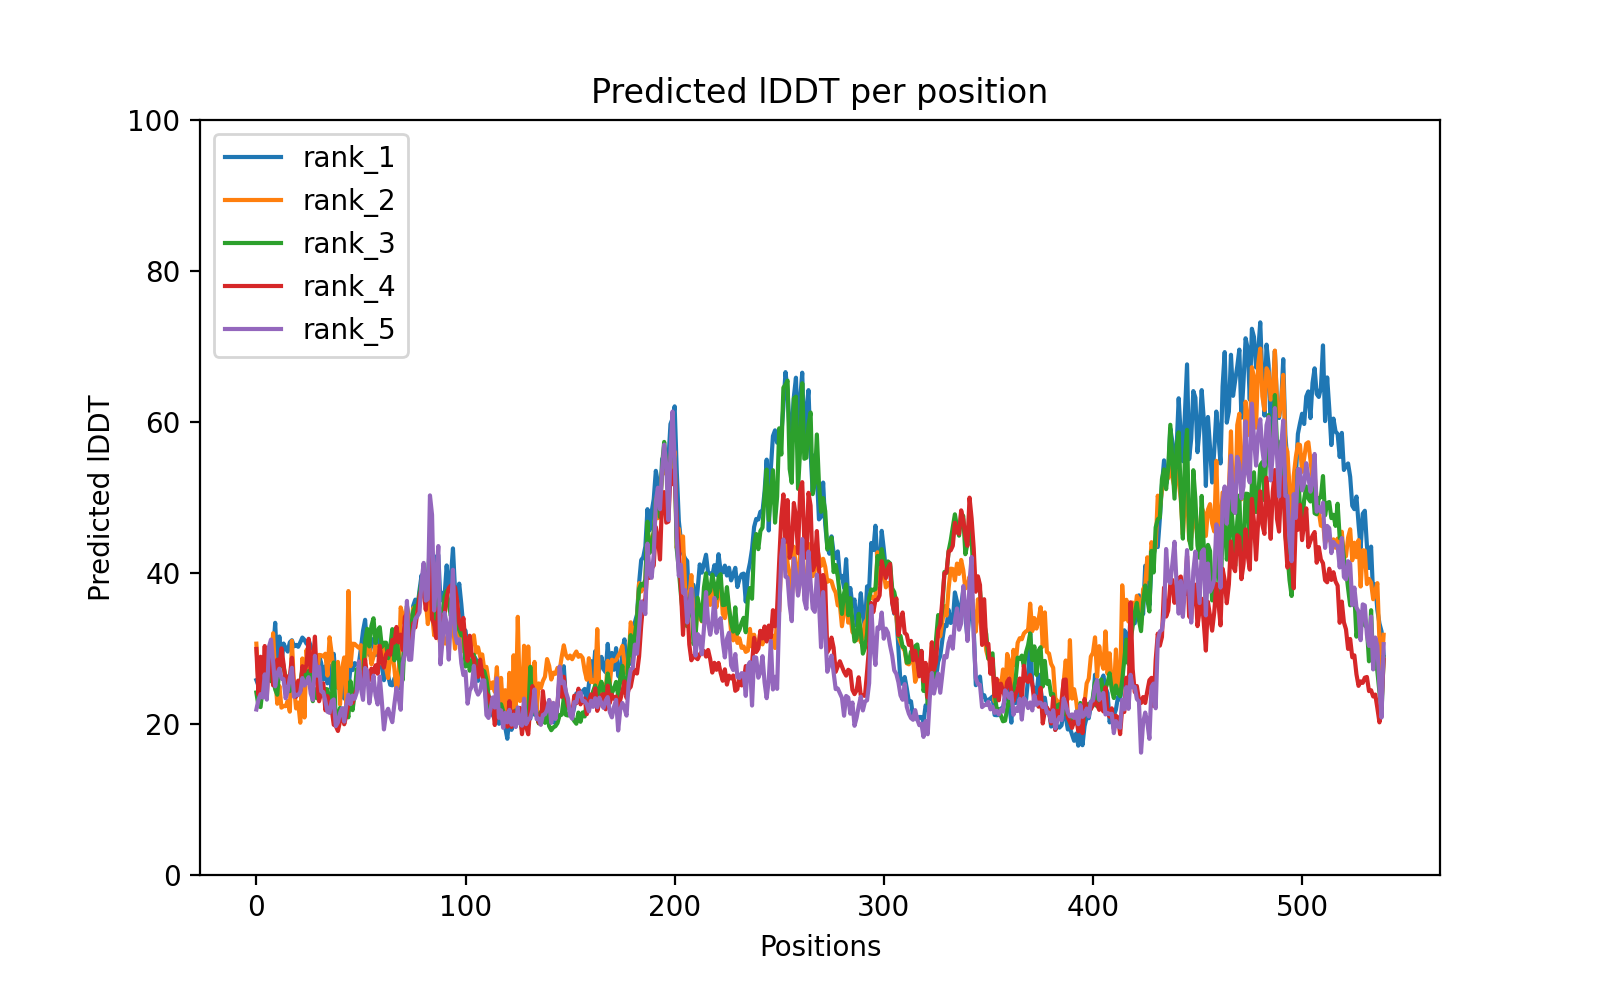 Predicted lDDT per position
100
80
60
40
20
0
Predicted lDDT
rank_1
rank_2
rank_3
rank_4
rank_5
0 100 200 300 400 500
Positions